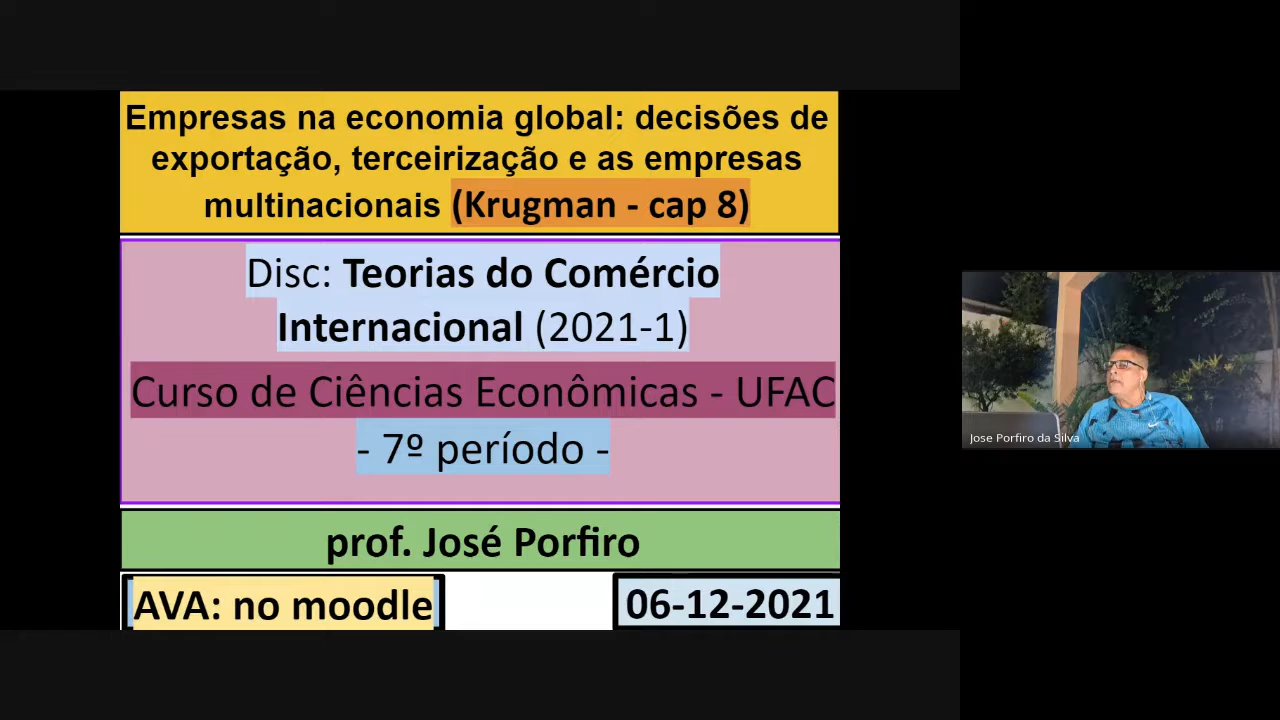 Empresas na economia global: decisões de
exportação, terceirização e as empresas
multinacionais (Krugman - cap 8)
Disc: Teorias do Comércio
Internacional (2021-1)
Curso de Ciências Econômicas - UFAC
- 7º período -
prof. José Porfiro
AVA: no moodle
06-12-2021
Jose Porfiro da Silva